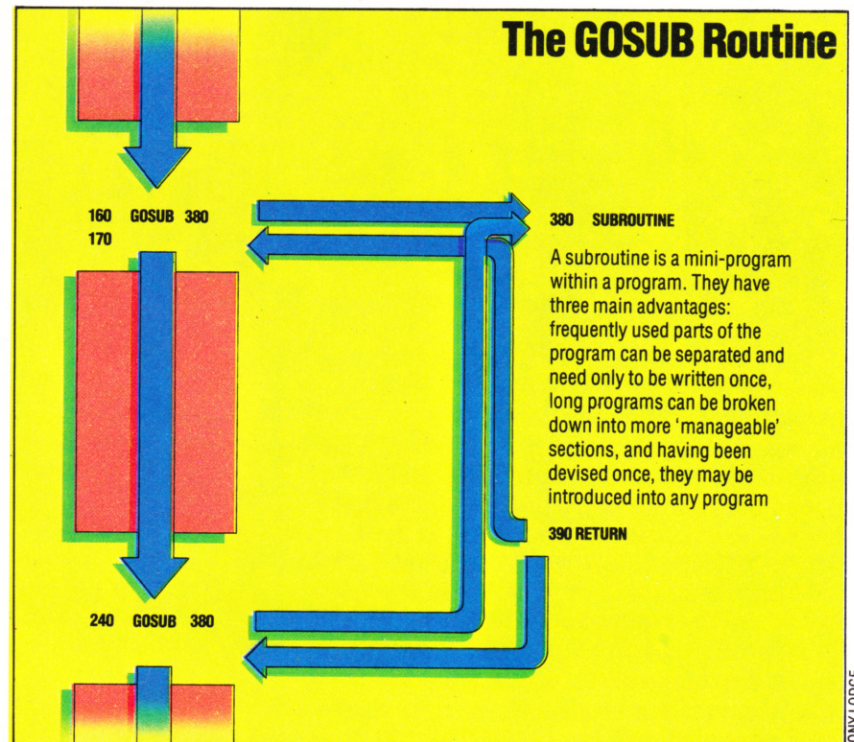 The GOSUB Routine
160 GOSUB 380
170
380 SUBROUTINE
A subroutine is a mini-program
within a program. They have
three main advantages:
frequently used parts of the
program can be separated and
need only to be written once,
long programs can be broken
down into more 'manageable'
sections, and having been
devised once, they may be
introduced into any program
390 RETURN
240 GOSUB 380
LODGE